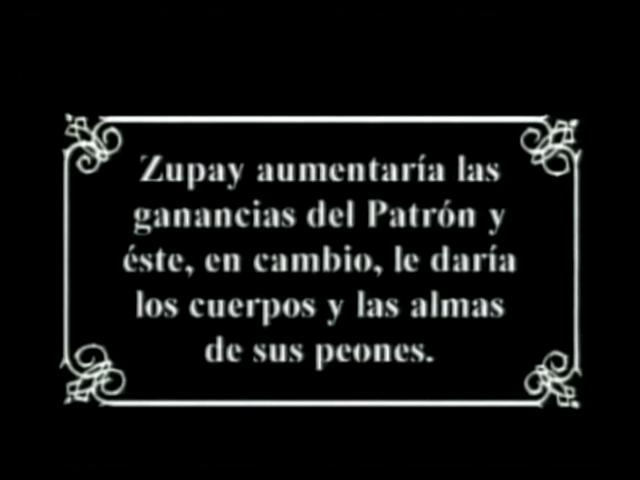 Zupay aumentaría las
ganancias del Patrón y
éste, en cambio, le daría
los cuerpos y las almas
de sus peones.